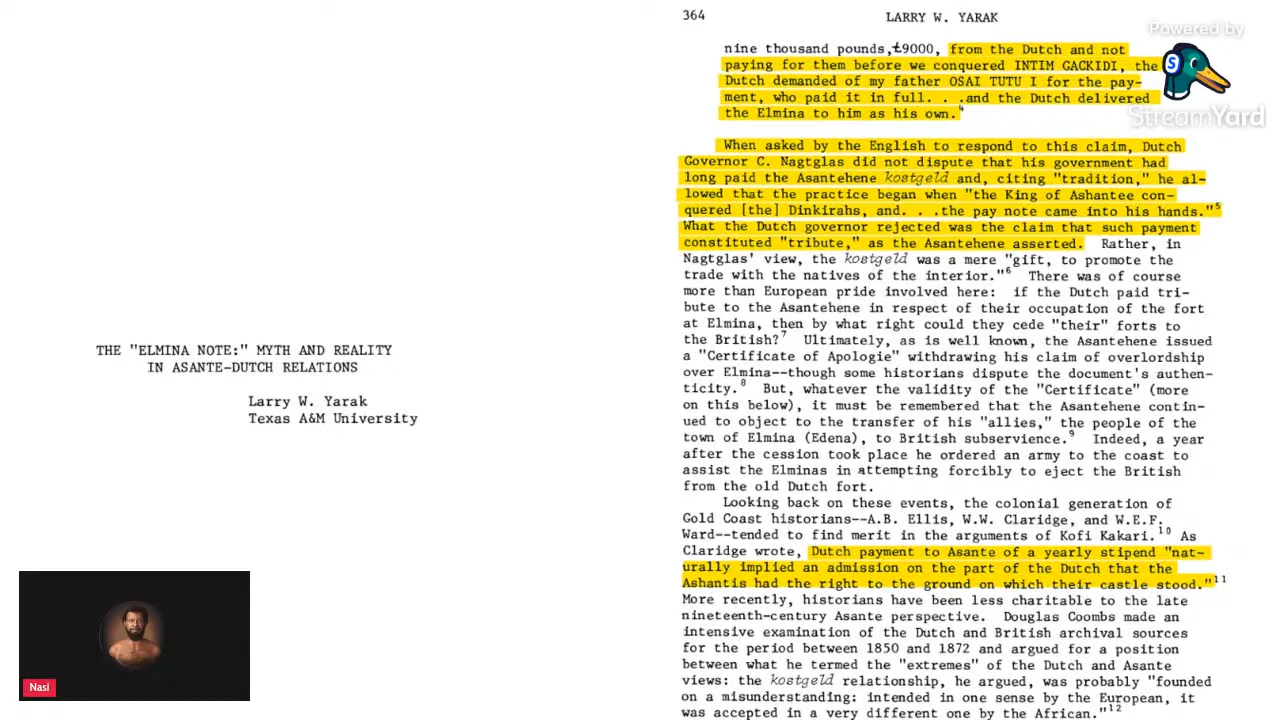 THE "ELMINA NOTE:" MYTH AND REALITY
IN ASANTE-DUTCH RELATIONS
Larry W. Yarak
Texas A&M University
364
LARRY W. YARAK
nine thousand pounds,£9000, from the Dutch and not
paying for them before we conquered INTIM GACKIDI, the
Dutch demanded of my father OSAI TUTU I for the pay-
ment, who paid it in full. . .and the Dutch delivered
the Elmina to him as his own.⁴
When asked by the English to respond to this claim, Dutch
Governor C. Nagtglas did not dispute that his government had
long paid the Asantehene kostgeld and, citing "tradition," he al-
lowed that the practice began when "the King of Ashantee con-
quered [the] Dinkirahs, and. . .the pay note came into his hands."⁵
What the Dutch governor rejected was the claim that such payment
constituted "tribute," as the Asantehene asserted. Rather, in
Nagtglas' view, the kostgeld was a mere "gift, to promote the
trade with the natives of the interior."⁶ There was of course
more than European pride involved here: if the Dutch paid tri-
bute to the Asantehene in respect of their occupation of the fort
at Elmina, then by what right could they cede "their" forts to
the British?⁷ Ultimately, as is well known, the Asantehene issued
a "Certificate of Apologie" withdrawing his claim of overlordship
over Elmina--though some historians dispute the document's authen-
ticity.⁸ But, whatever the validity of the "Certificate" (more
on this below), it must be remembered that the Asantehene contin-
ued to object to the transfer of his "allies," the people of the
town of Elmina (Edena), to British subservience.⁹ Indeed, a year
after the cession took place he ordered an army to the coast to
assist the Elminas in attempting forcibly to eject the British
from the old Dutch fort.
Looking back on these events, the colonial generation of
Gold Coast historians--A.B. Ellis, W.W. Claridge, and W.E.F.
Ward--tended to find merit in the arguments of Kofi Kakari.¹⁰ As
Claridge wrote, Dutch payment to Asante of a yearly stipend "nat-
urally implied an admission on the part of the Dutch that the
Ashantis had the right to the ground on which their castle stood."¹¹
More recently, historians have been less charitable to the late
nineteenth-century Asante perspective. Douglas Coombs made an
intensive examination of the Dutch and British archival sources
for the period between 1850 and 1872 and argued for a position
between what he termed the "extremes" of the Dutch and Asante
views: the kostgeld relationship, he argued, was probably "founded
on a misunderstanding: intended in one sense by the European, it
was accepted in a very different one by the African."¹²
Powered by
S
StreamYard
Nasi